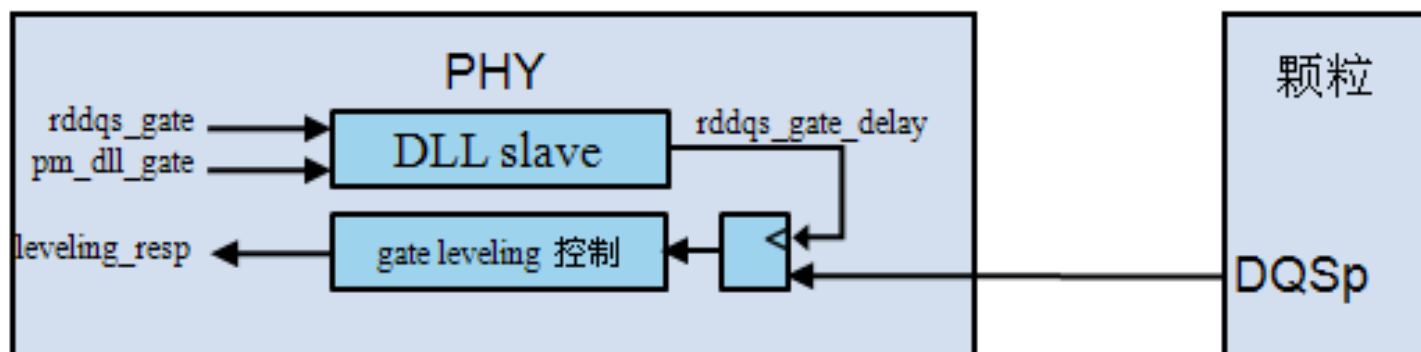 PHY
颗粒
rddqs_gate
pm_dll_gate
DLL slave
rddqs_gate_delay
leveling_resp
gate leveling 控制
DQSp